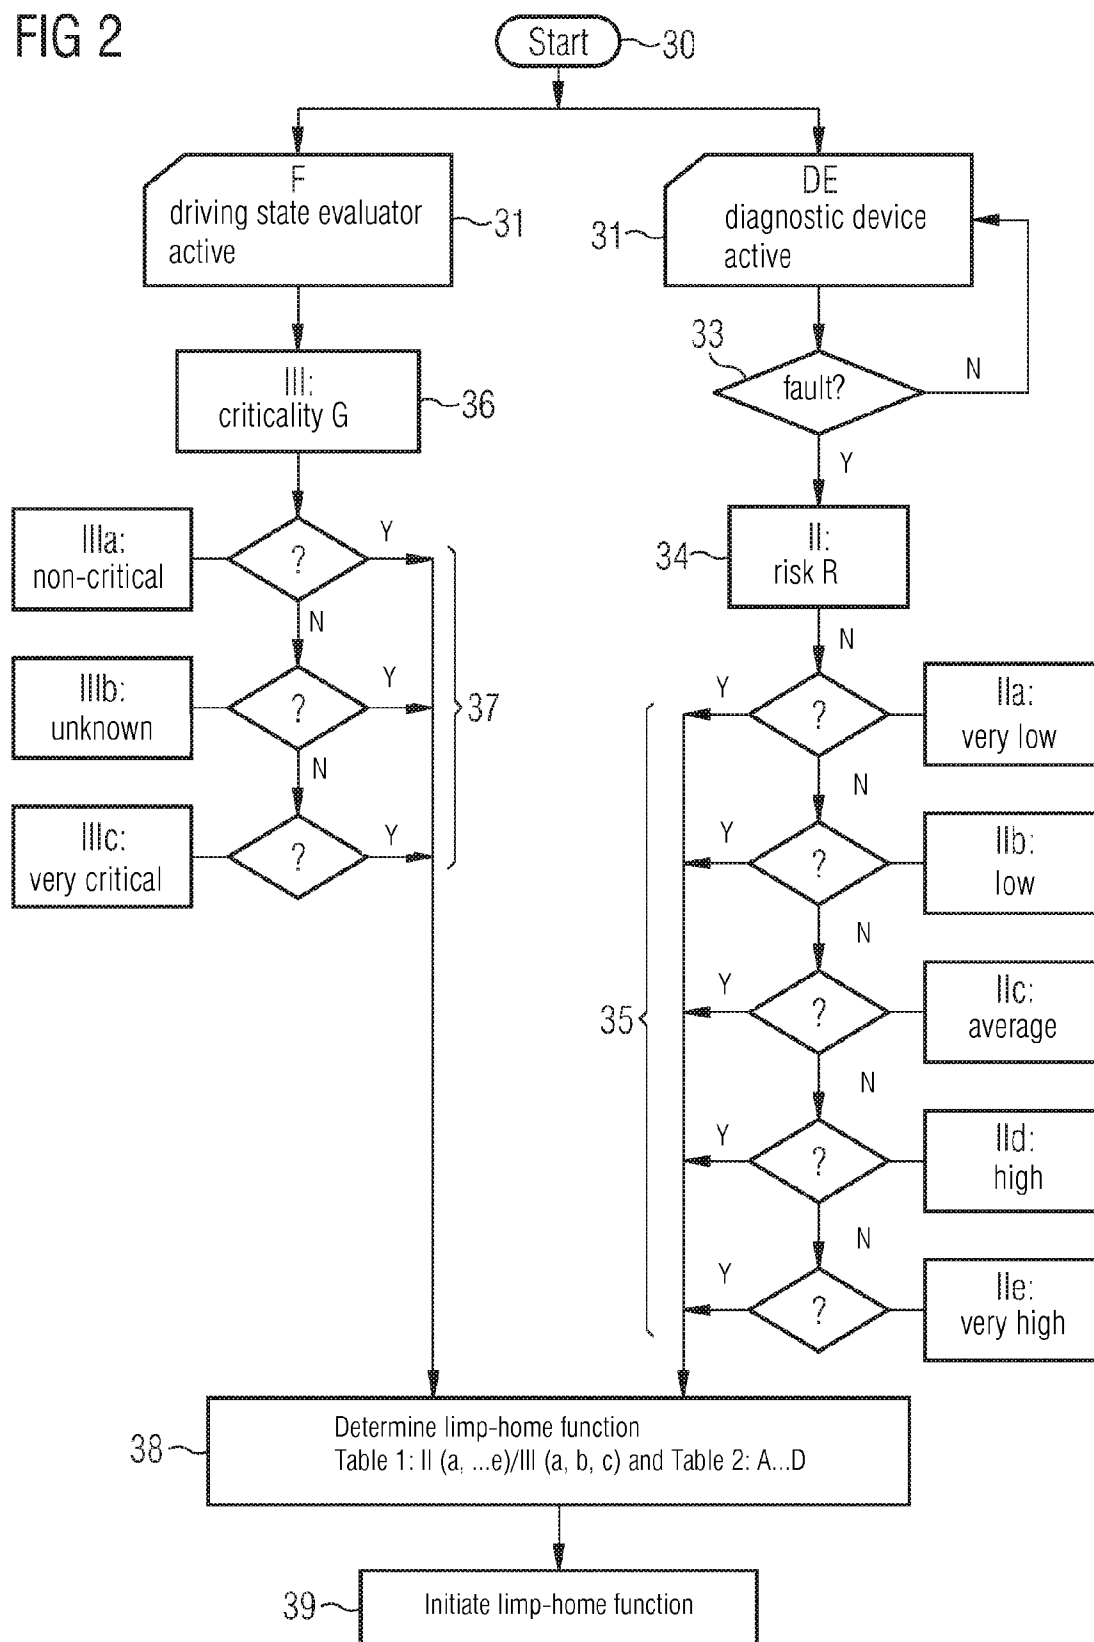 FIG 2
Start
30
F
driving state evaluator
active
31
DE
diagnostic device
active
31
33
fault?
N
Y
III:
criticality G
36
II:
risk R
34
N
IIIa:
non-critical
?
Y
N
IIIb:
unknown
?
Y
N
IIIc:
very critical
?
Y
37
Y
?
IIa:
very low
N
Y
?
IIb:
low
N
Y
?
IIc:
average
N
35
Y
?
IId:
high
N
Y
?
IIe:
very high
38
Determine limp-home function
Table 1: II (a, ...e)/III (a, b, c) and Table 2: A...D
39
Initiate limp-home function